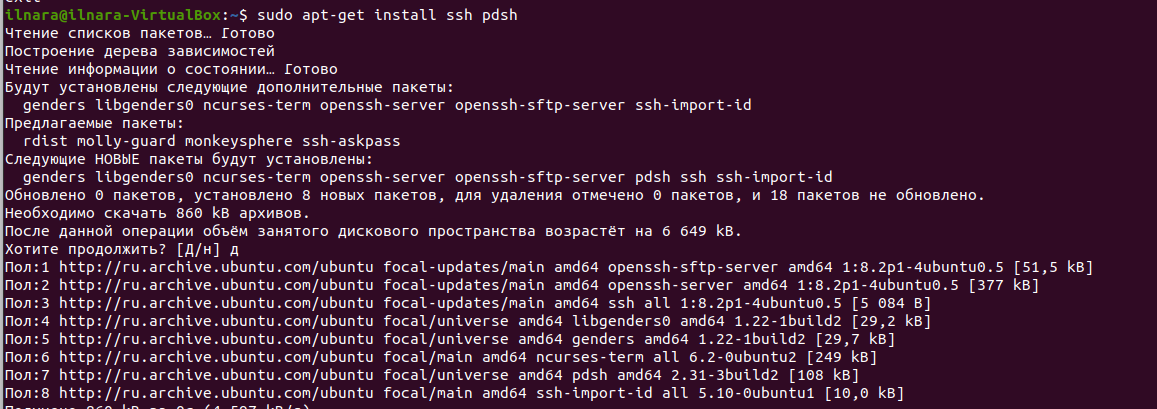 ilnara@ilnara-VirtualBox:~$ sudo apt-get install ssh pdsh
Чтение списков пакетов… Готово
Построение дерева зависимостей
Чтение информации о состоянии… Готово
Будут установлены следующие дополнительные пакеты:
  genders libgenders0 ncurses-term openssh-server openssh-sftp-server ssh-import-id
Предлагаемые пакеты:
  rdist molly-guard monkeysphere ssh-askpass
Следующие НОВЫЕ пакеты будут установлены:
  genders libgenders0 ncurses-term openssh-server openssh-sftp-server pdsh ssh ssh-import-id
Обновлено 0 пакетов, установлено 8 новых пакетов, для удаления отмечено 0 пакетов, и 18 пакетов не обновлено.
Необходимо скачать 860 kB архивов.
После данной операции объём занятого дискового пространства возрастёт на 6 649 kB.
Хотите продолжить? [Д/н] д
Пол:1 http://ru.archive.ubuntu.com/ubuntu focal-updates/main amd64 openssh-sftp-server amd64 1:8.2p1-4ubuntu0.5 [51,5 kB]
Пол:2 http://ru.archive.ubuntu.com/ubuntu focal-updates/main amd64 openssh-server amd64 1:8.2p1-4ubuntu0.5 [377 kB]
Пол:3 http://ru.archive.ubuntu.com/ubuntu focal-updates/main amd64 ssh all 1:8.2p1-4ubuntu0.5 [5 084 B]
Пол:4 http://ru.archive.ubuntu.com/ubuntu focal/universe amd64 libgenders0 amd64 1.22-1build2 [29,2 kB]
Пол:5 http://ru.archive.ubuntu.com/ubuntu focal/universe amd64 genders amd64 1.22-1build2 [29,7 kB]
Пол:6 http://ru.archive.ubuntu.com/ubuntu focal/main amd64 ncurses-term all 6.2-0ubuntu2 [249 kB]
Пол:7 http://ru.archive.ubuntu.com/ubuntu focal/universe amd64 pdsh amd64 2.31-3build2 [108 kB]
Пол:8 http://ru.archive.ubuntu.com/ubuntu focal/main amd64 ssh-import-id all 5.10-0ubuntu1 [10,0 kB]